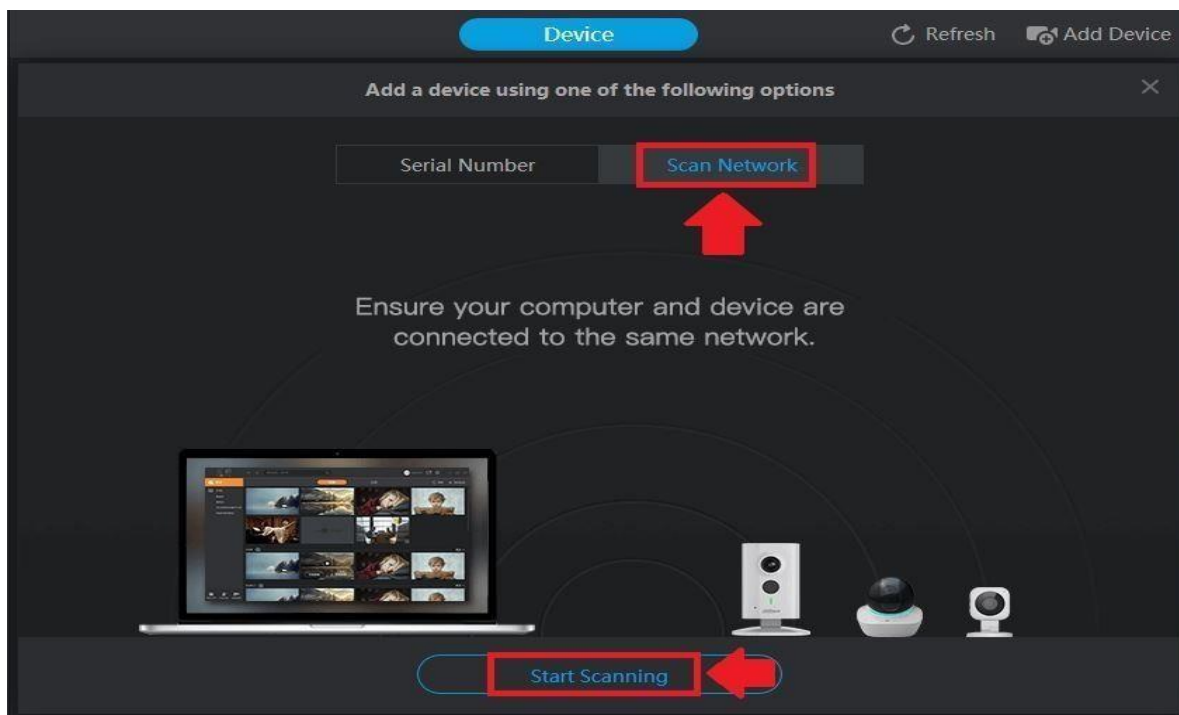 Device
Refresh
Add Device
Add a device using one of the following options
Serial Number
Scan Network
Ensure your computer and device are
connected to the same network.
Start Scanning